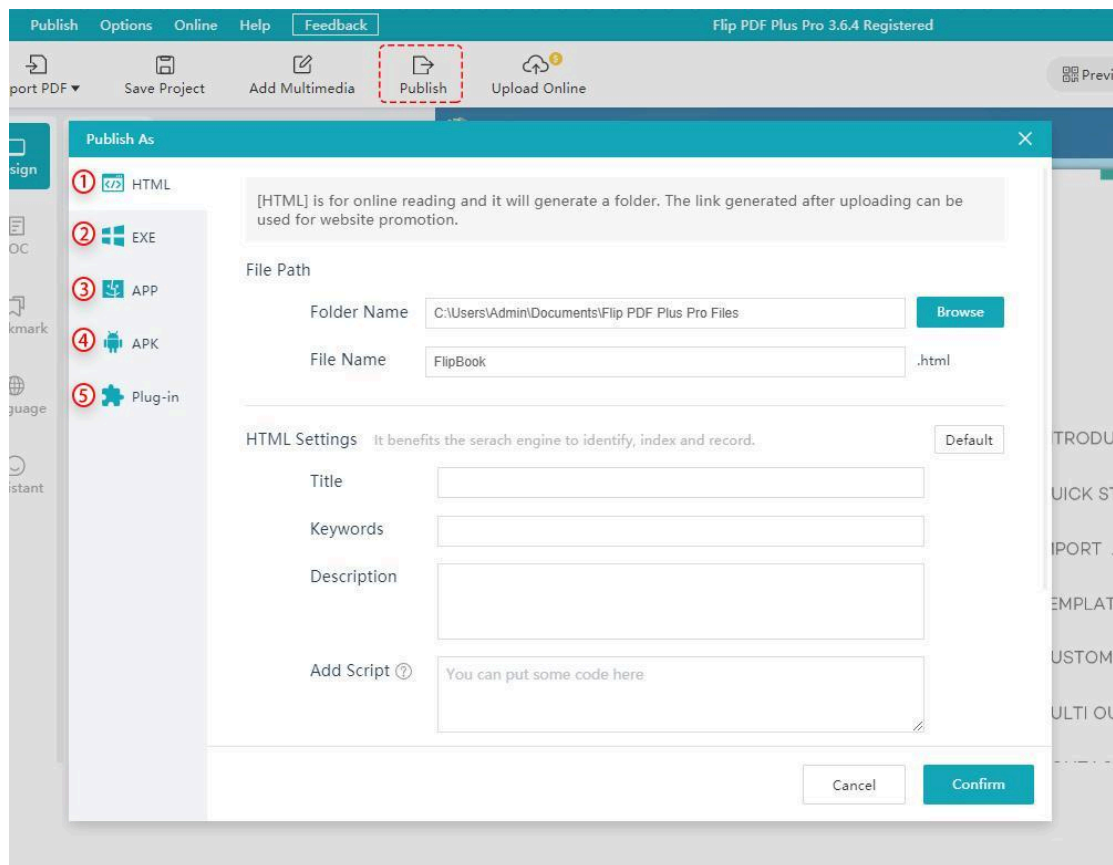 Publish Options Online Help Feedback Flip PDF Plus Pro 3.6.4 Registered
port PDF Save Project Add Multimedia Publish Upload Online Previ
sign
OC
kmark
guage
istant
Publish As
1 HTML
2 EXE
3 APP
4 APK
5 Plug-in
[HTML] is for online reading and it will generate a folder. The link generated after uploading can be
used for website promotion.
File Path
Folder Name C:\Users\Admin\Documents\Flip PDF Plus Pro Files Browse
File Name FlipBook .html
HTML Settings It benefits the serach engine to identify, index and record. Default
Title
Keywords
Description
Add Script ? You can put some code here
Cancel Confirm
TRODU
UICK ST
MPORT
EMPLAT
USTOM
ULTI OU